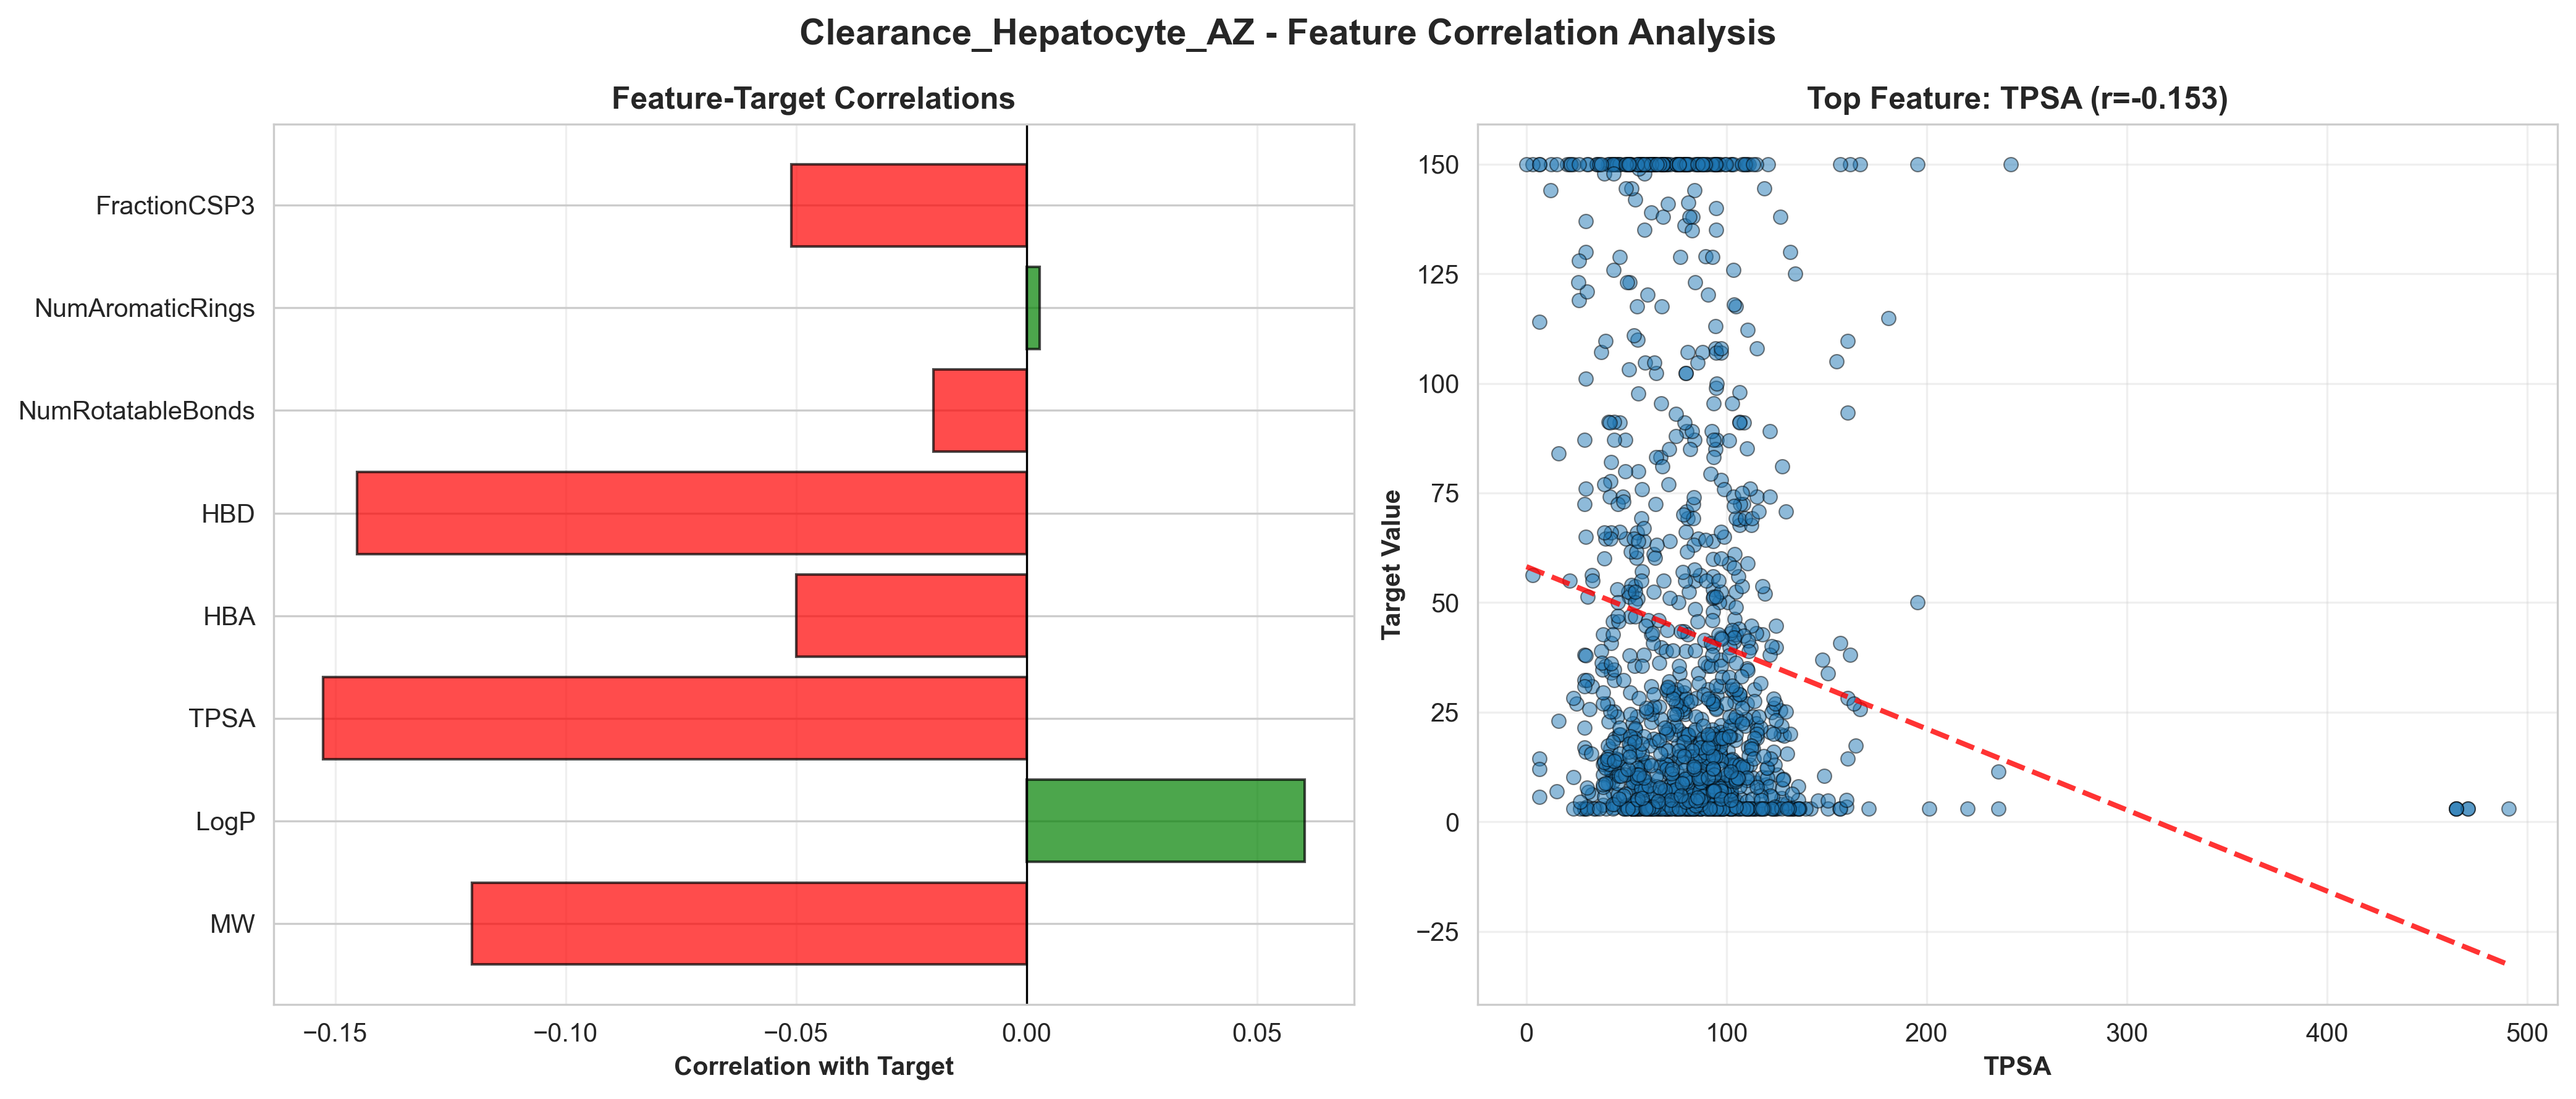 Clearance_Hepatocyte_AZ - Feature Correlation Analysis
Feature-Target Correlations
FractionCSP3
NumAromaticRings
NumRotatableBonds
HBD
HBA
TPSA
LogP
MW
−0.15
−0.10
−0.05
0.00
0.05
Correlation with Target
Top Feature: TPSA (r=-0.153)
Target Value
150
125
100
75
50
25
0
−25
0
100
200
300
400
500
TPSA